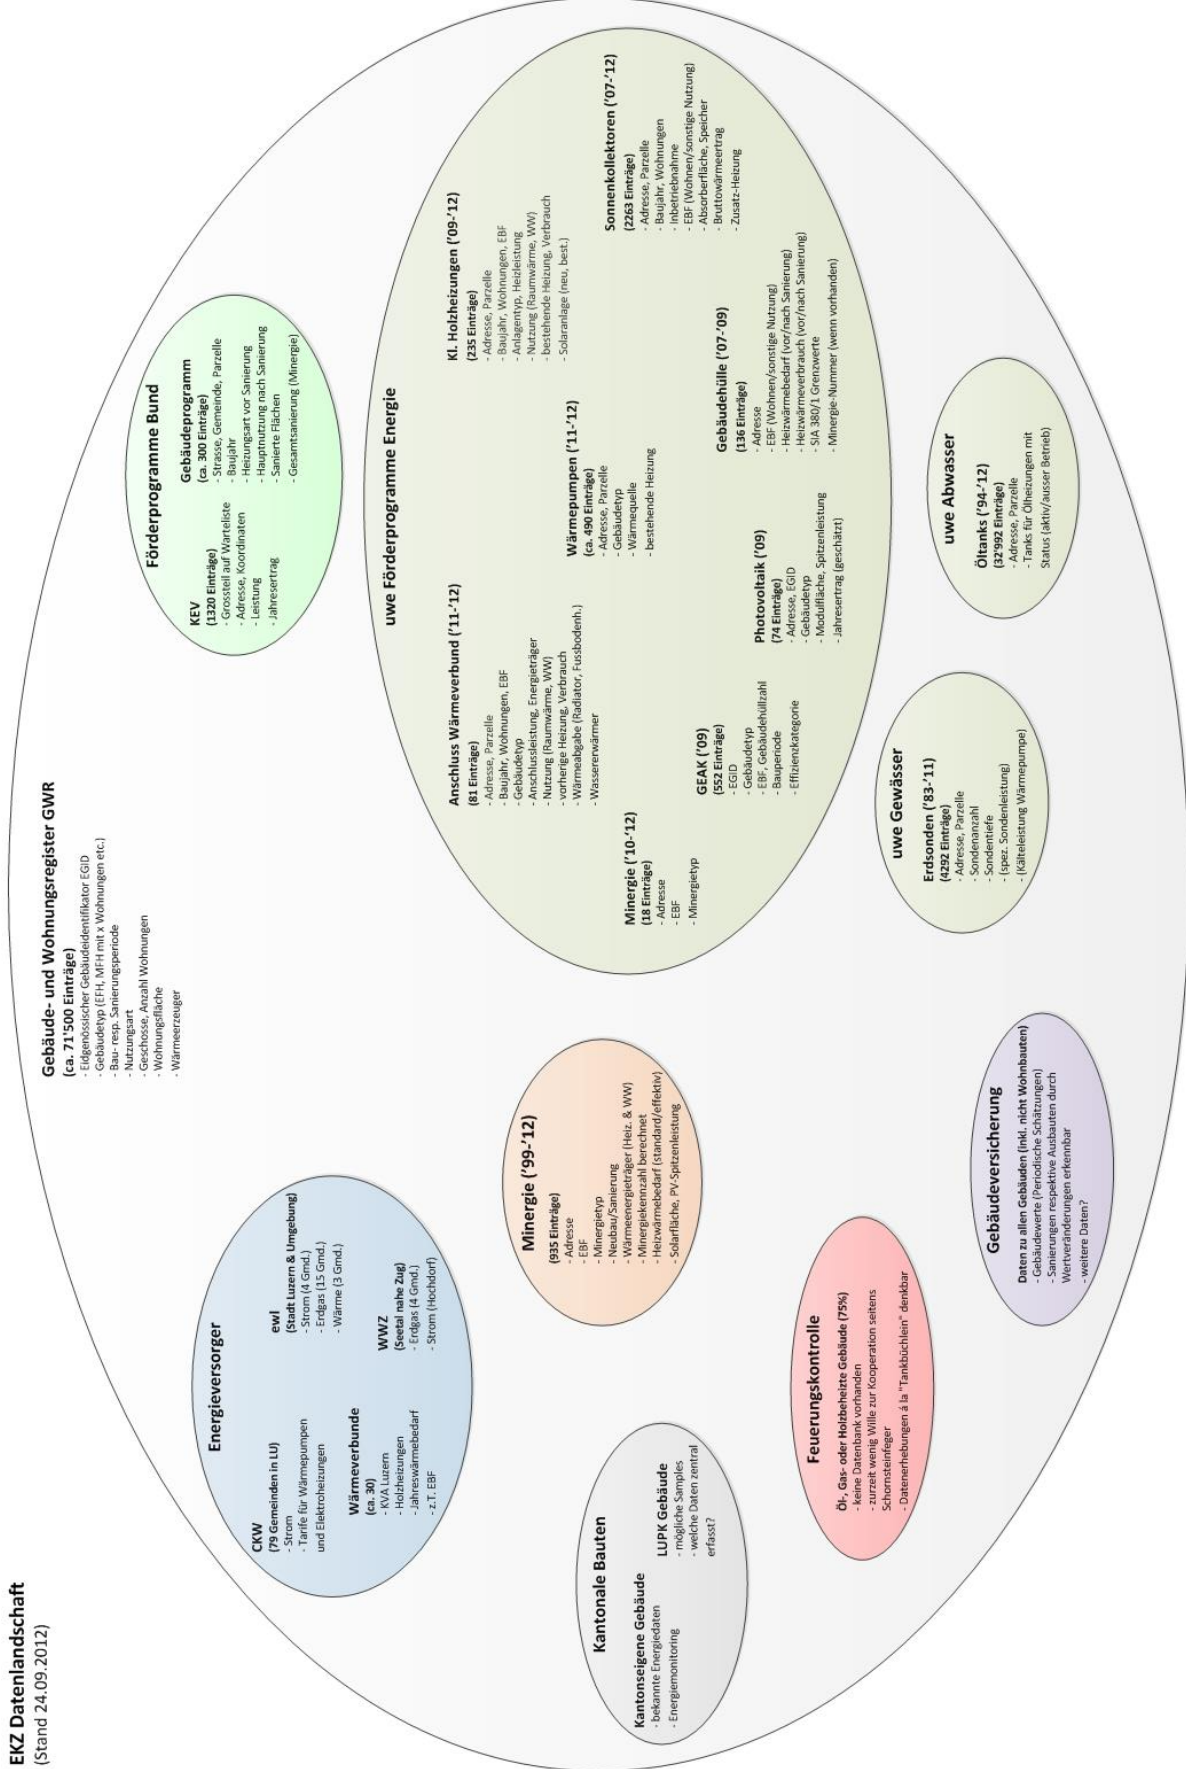 EKZ Datenlandschaft
(Stand 24.09.2012)
Gebäude- und Wohnungsregister GWR
(ca. 71'500 Einträge)
- Eidgenössischer Gebäudeidentifikator EGID
- Gebäudetyp (EFH, MFH mit x Wohnungen etc.)
- Bau- resp. Sanierungsperiode
- Nutzungsart
- Geschosse, Anzahl Wohnungen
- Wohnungsfläche
- Wärmeerzeuger
Energieversorger
CKW
(79 Gemeinden in LU)
- Strom
- Tarife für Wärmepumpen
und Elektroheizungen
ewl
(Stadt Luzern & Umgebung)
- Strom (4 Gmd.)
- Erdgas (15 Gmd.)
- Wärme (3 Gmd.)
Wärmeverbunde
(ca. 30)
- KVA Luzern
- Holzheizungen
- Jahreswärmebedarf
- z.T. EBF
WWZ
(Seetal nahe Zug)
- Erdgas (4 Gmd.)
- Strom (Hochdorf)
Förderprogramme Bund
KEV
(1320 Einträge)
- Grossteil auf Warteliste
- Adresse, Koordinaten
- Leistung
- Jahresertrag
Gebäudeprogramm
(ca. 300 Einträge)
- Strasse, Gemeinde, Parzelle
- Baujahr
- Heizungsart vor Sanierung
- Hauptnutzung nach Sanierung
- Sanierte Flächen
- Gesamtsanierung (Minergie)
uwe Förderprogramme Energie
Anschluss Wärmeverbund ('11-'12)
(81 Einträge)
- Adresse, Parzelle
- Baujahr, Wohnungen, EBF
- Gebäudetyp
- Anschlussleistung, Energieträger
- Nutzung (Raumwärme, WW)
- vorherige Heizung, Verbrauch
- Wärmeabgabe (Radiator, Fussbodenh.)
- Wassererwärmer
Kl. Holzheizungen ('09-'12)
(235 Einträge)
- Adresse, Parzelle
- Baujahr, Wohnungen, EBF
- Anlagentyp, Heizleistung
- Nutzung (Raumwärme, WW)
- bestehende Heizung, Verbrauch
- Solaranlage (neu, best.)
Wärmepumpen ('11-'12)
(ca. 490 Einträge)
- Adresse, Parzelle
- Gebäudetyp
- Wärmequelle
- bestehende Heizung
Sonnenkollektoren ('07-'12)
(2263 Einträge)
- Adresse, Parzelle
- Baujahr, Wohnungen
- Inbetriebnahme
- EBF (Wohnen/sonstige Nutzung)
- Absorberfläche, Speicher
- Bruttowärmeertrag
- Zusatz-Heizung
Minergie ('10-'12)
(18 Einträge)
- Adresse
- EBF
- Minergietyp
GEAK ('09)
(552 Einträge)
- EGID
- Gebäudetyp
- EBF, Gebäudehüllzahl
- Bauperiode
- Effizienzkategorie
Photovoltaik ('09)
(74 Einträge)
- Adresse, EGID
- Gebäudetyp
- Modulfläche, Spitzenleistung
- Jahresertrag (geschätzt)
Gebäudehülle ('07-'09)
(136 Einträge)
- Adresse
- EBF (Wohnen/sonstige Nutzung)
- Heizwärmebedarf (vor/nach Sanierung)
- Heizwärmeverbrauch (vor/nach Sanierung)
- SIA 380/1 Grenzwerte
- Minergie-Nummer (wenn vorhanden)
Minergie ('99-'12)
(935 Einträge)
- Adresse
- EBF
- Minergietyp
- Neubau/Sanierung
- Wärmeenergieträger (Heiz. & WW)
- Minergiekennzahl berechnet
- Heizwärmebedarf (standard/effektiv)
- Solarfläche, PV-Spitzenleistung
Kantonale Bauten
Kantonseigene Gebäude
- bekannte Energiedaten
- Energiemonitoring
LUPK Gebäude
- mögliche Samples
- welche Daten zentral
erfasst?
Feuerungskontrolle
Öl-, Gas- oder Holzbeheizte Gebäude (75%)
- keine Datenbank vorhanden
- zurzeit wenig Wille zur Kooperation seitens
Schornsteinfeger
- Datenerhebungen á la "Tankbüchlein" denkbar
Gebäudeversicherung
Daten zu allen Gebäuden (inkl. nicht Wohnbauten)
- Gebäudewerte (Periodische Schätzungen)
- Sanierungen respektive Ausbauten durch
Wertveränderungen erkennbar
- weitere Daten?
uwe Gewässer
Erdsonden ('83-'11)
(4292 Einträge)
- Adresse, Parzelle
- Sondenanzahl
- Sondentiefe
- (spez. Sondenleistung)
- (Kälteleistung Wärmepumpe)
uwe Abwasser
Öltanks ('94-'12)
(32'992 Einträge)
- Adresse, Parzelle
- Tanks für Ölheizungen mit
Status (aktiv/ausser Betrieb)